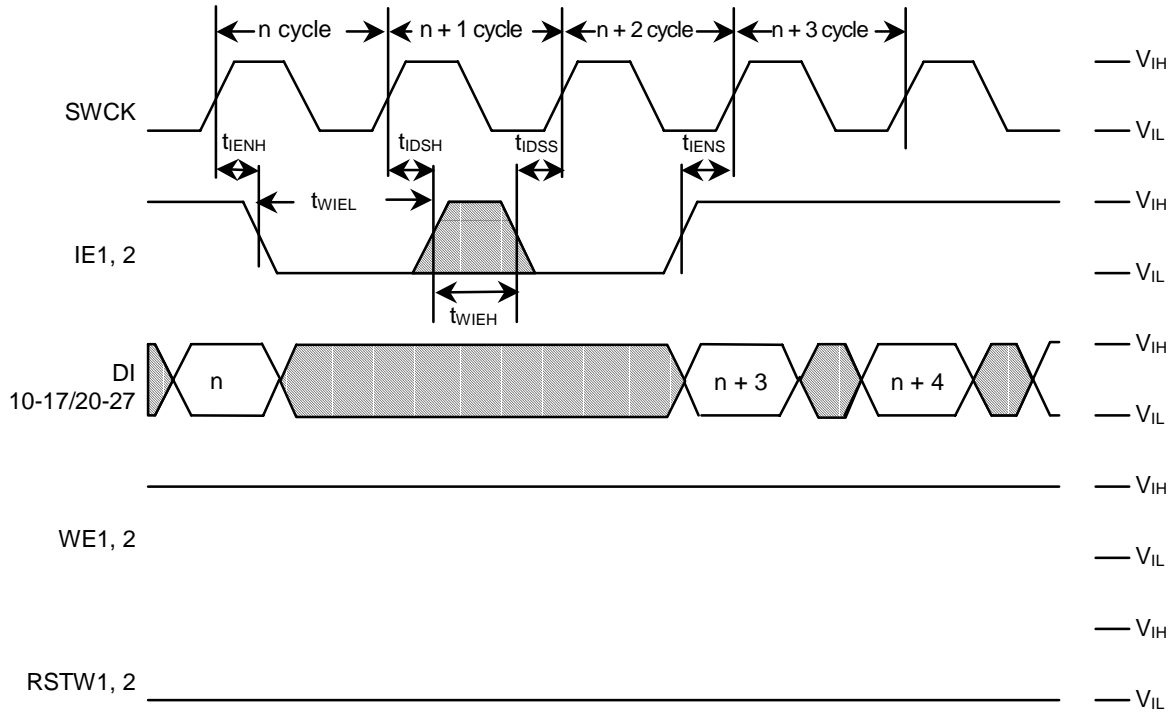 n cycle n + 1 cycle n + 2 cycle n + 3 cycle
VIH
SWCK
VIL
tIENH tIDSH tIDSS tIENS
tWIEL
VIH
IE1, 2
VIL
tWIEH
VIH
DI
10-17/20-27
n n + 3 n + 4
VIL
VIH
WE1, 2
VIL
VIH
RSTW1, 2
VIL